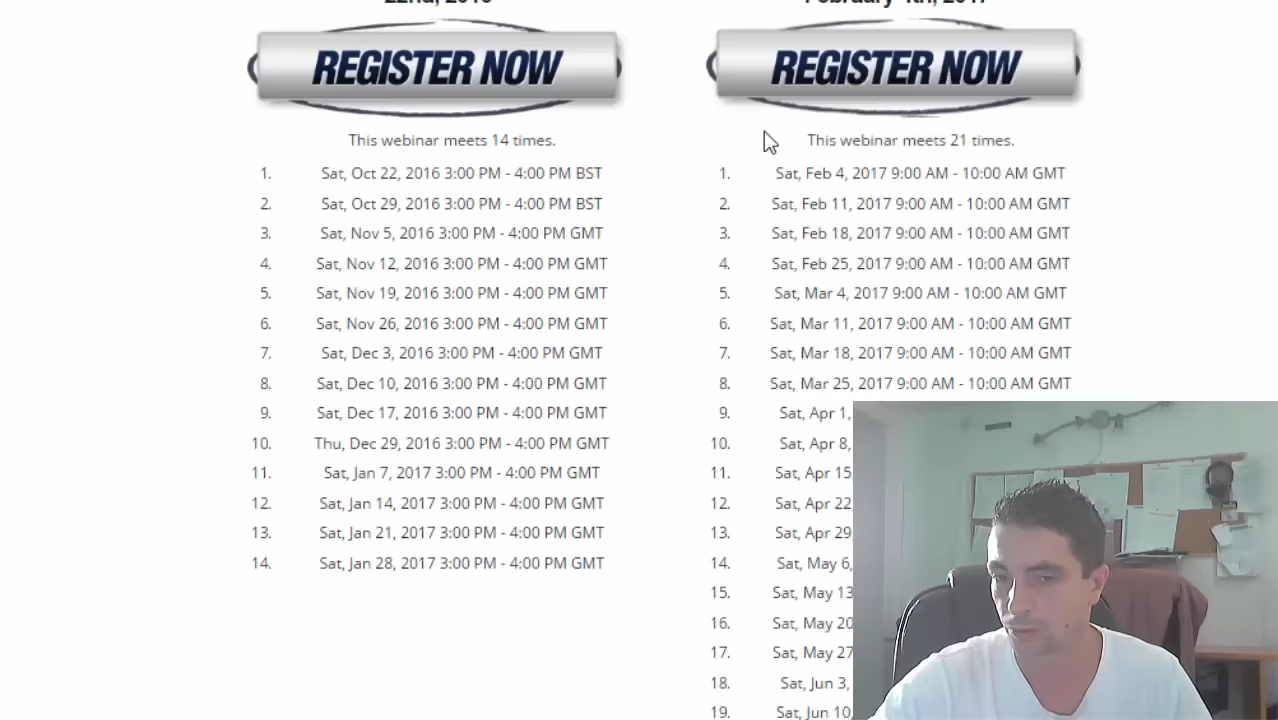 REGISTER NOW
This webinar meets 14 times.
1. Sat, Oct 22, 2016 3:00 PM - 4:00 PM BST
2. Sat, Oct 29, 2016 3:00 PM - 4:00 PM BST
3. Sat, Nov 5, 2016 3:00 PM - 4:00 PM GMT
4. Sat, Nov 12, 2016 3:00 PM - 4:00 PM GMT
5. Sat, Nov 19, 2016 3:00 PM - 4:00 PM GMT
6. Sat, Nov 26, 2016 3:00 PM - 4:00 PM GMT
7. Sat, Dec 3, 2016 3:00 PM - 4:00 PM GMT
8. Sat, Dec 10, 2016 3:00 PM - 4:00 PM GMT
9. Sat, Dec 17, 2016 3:00 PM - 4:00 PM GMT
10. Thu, Dec 29, 2016 3:00 PM - 4:00 PM GMT
11. Sat, Jan 7, 2017 3:00 PM - 4:00 PM GMT
12. Sat, Jan 14, 2017 3:00 PM - 4:00 PM GMT
13. Sat, Jan 21, 2017 3:00 PM - 4:00 PM GMT
14. Sat, Jan 28, 2017 3:00 PM - 4:00 PM GMT
REGISTER NOW
This webinar meets 21 times.
1. Sat, Feb 4, 2017 9:00 AM - 10:00 AM GMT
2. Sat, Feb 11, 2017 9:00 AM - 10:00 AM GMT
3. Sat, Feb 18, 2017 9:00 AM - 10:00 AM GMT
4. Sat, Feb 25, 2017 9:00 AM - 10:00 AM GMT
5. Sat, Mar 4, 2017 9:00 AM - 10:00 AM GMT
6. Sat, Mar 11, 2017 9:00 AM - 10:00 AM GMT
7. Sat, Mar 18, 2017 9:00 AM - 10:00 AM GMT
8. Sat, Mar 25, 2017 9:00 AM - 10:00 AM GMT
9. Sat, Apr 1,
10. Sat, Apr 8,
11. Sat, Apr 15
12. Sat, Apr 22
13. Sat, Apr 29
14. Sat, May 6,
15. Sat, May 13
16. Sat, May 20
17. Sat, May 27
18. Sat, Jun 3,
19. Sat, Jun 10,